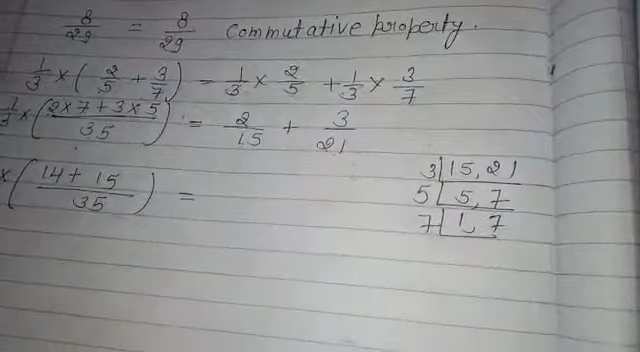 8/29 = 8/29 Commutative property.
1/3 × (2/5 + 3/7) = 1/3 × 2/5 + 1/3 × 3/7
1/3 × (2×7+3×5/35) = 2/15 + 3/21
× (14+15/35) =
3|15, 21
5|5, 7
7|1, 7